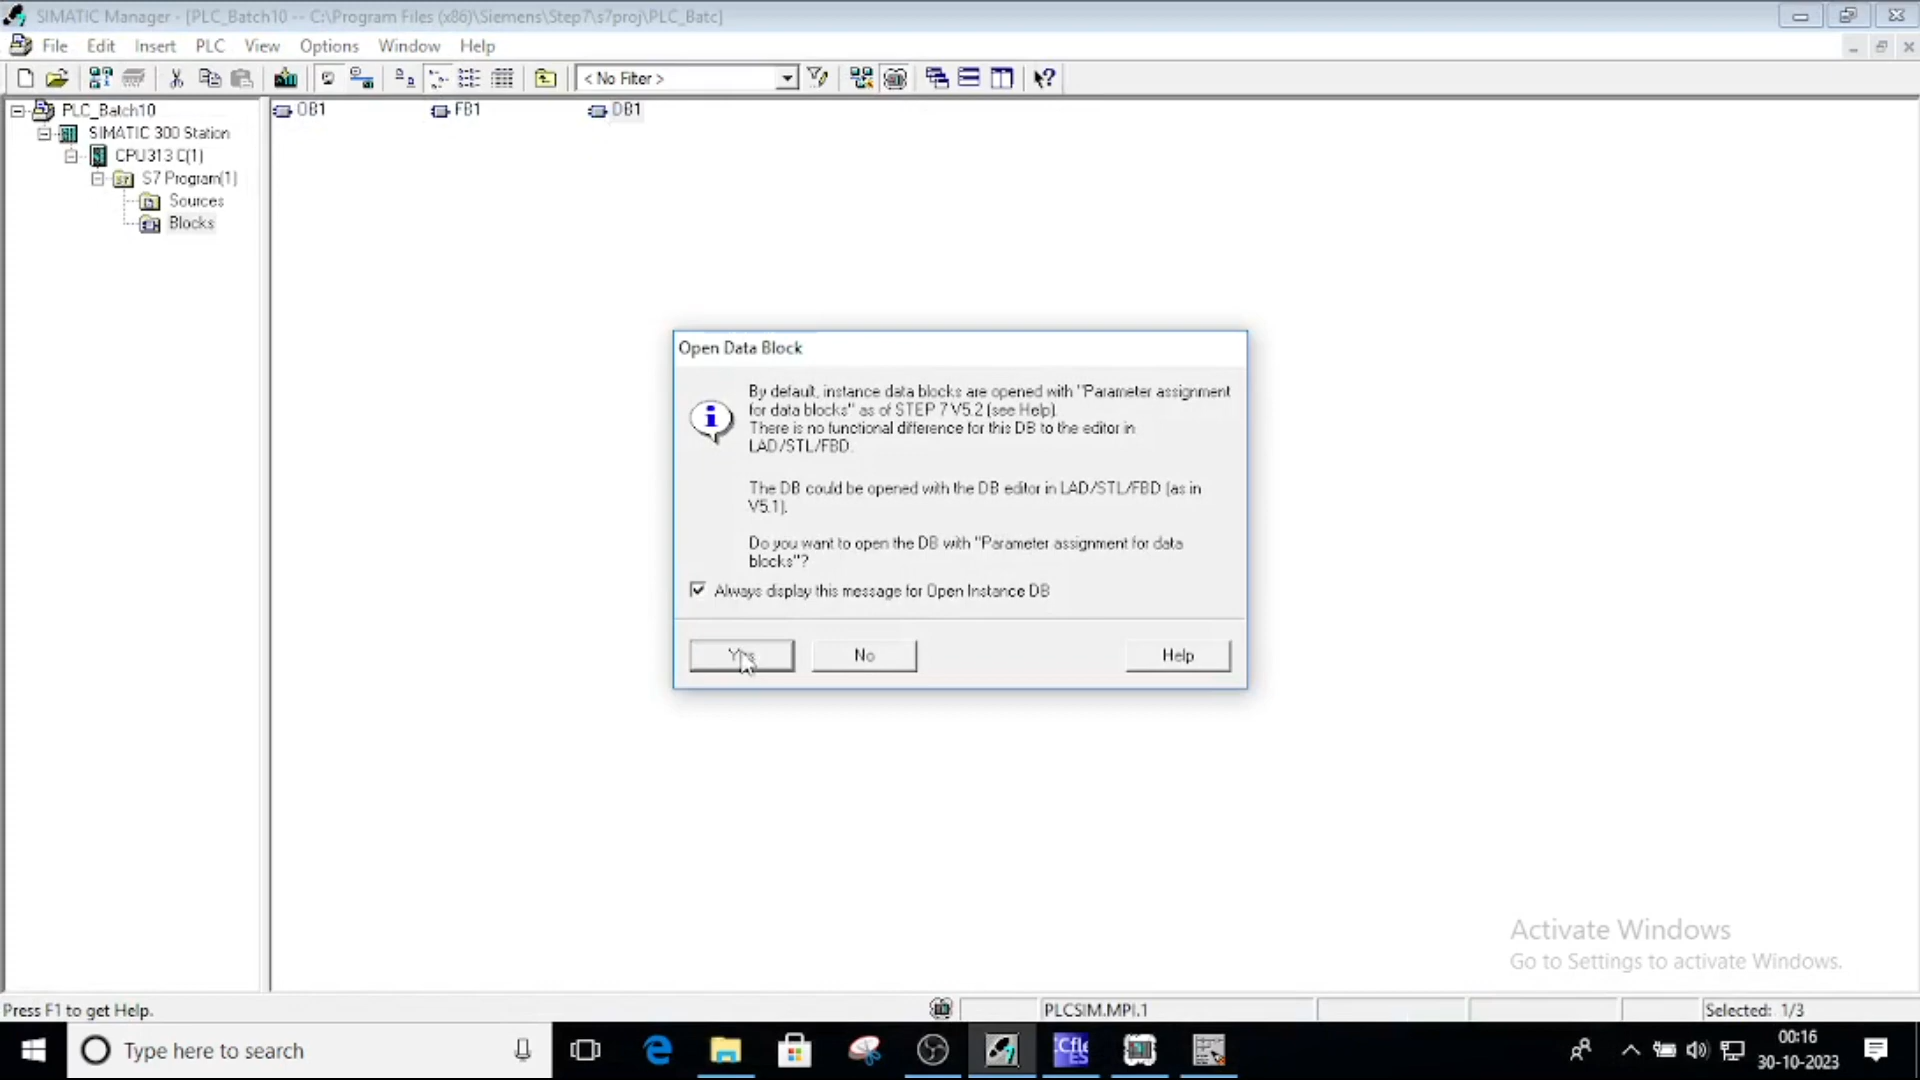 SIMATIC Manager - [PLC_Batch10 -- C:\Program Files (x86)\Siemens\Step7\s7proj\PLC_Batc]
File Edit Insert PLC View Options Window Help
< No Filter >
PLC_Batch10
SIMATIC 300 Station
CPU313 C(1)
S7 Program(1)
Sources
Blocks
OB1 FB1 DB1
Open Data Block
By default, instance data blocks are opened with "Parameter assignment
for data blocks" as of STEP 7 V5.2 (see Help).
There is no functional difference for this DB to the editor in
LAD/STL/FBD.
The DB could be opened with the DB editor in LAD/STL/FBD (as in
V5.1).
Do you want to open the DB with "Parameter assignment for data
blocks"?
Always display this message for Open Instance DB
Yes No Help
Activate Windows
Go to Settings to activate Windows.
Press F1 to get Help. PLCSIM.MPI.1 Selected: 1/3
Type here to search
00:16
30-10-2023